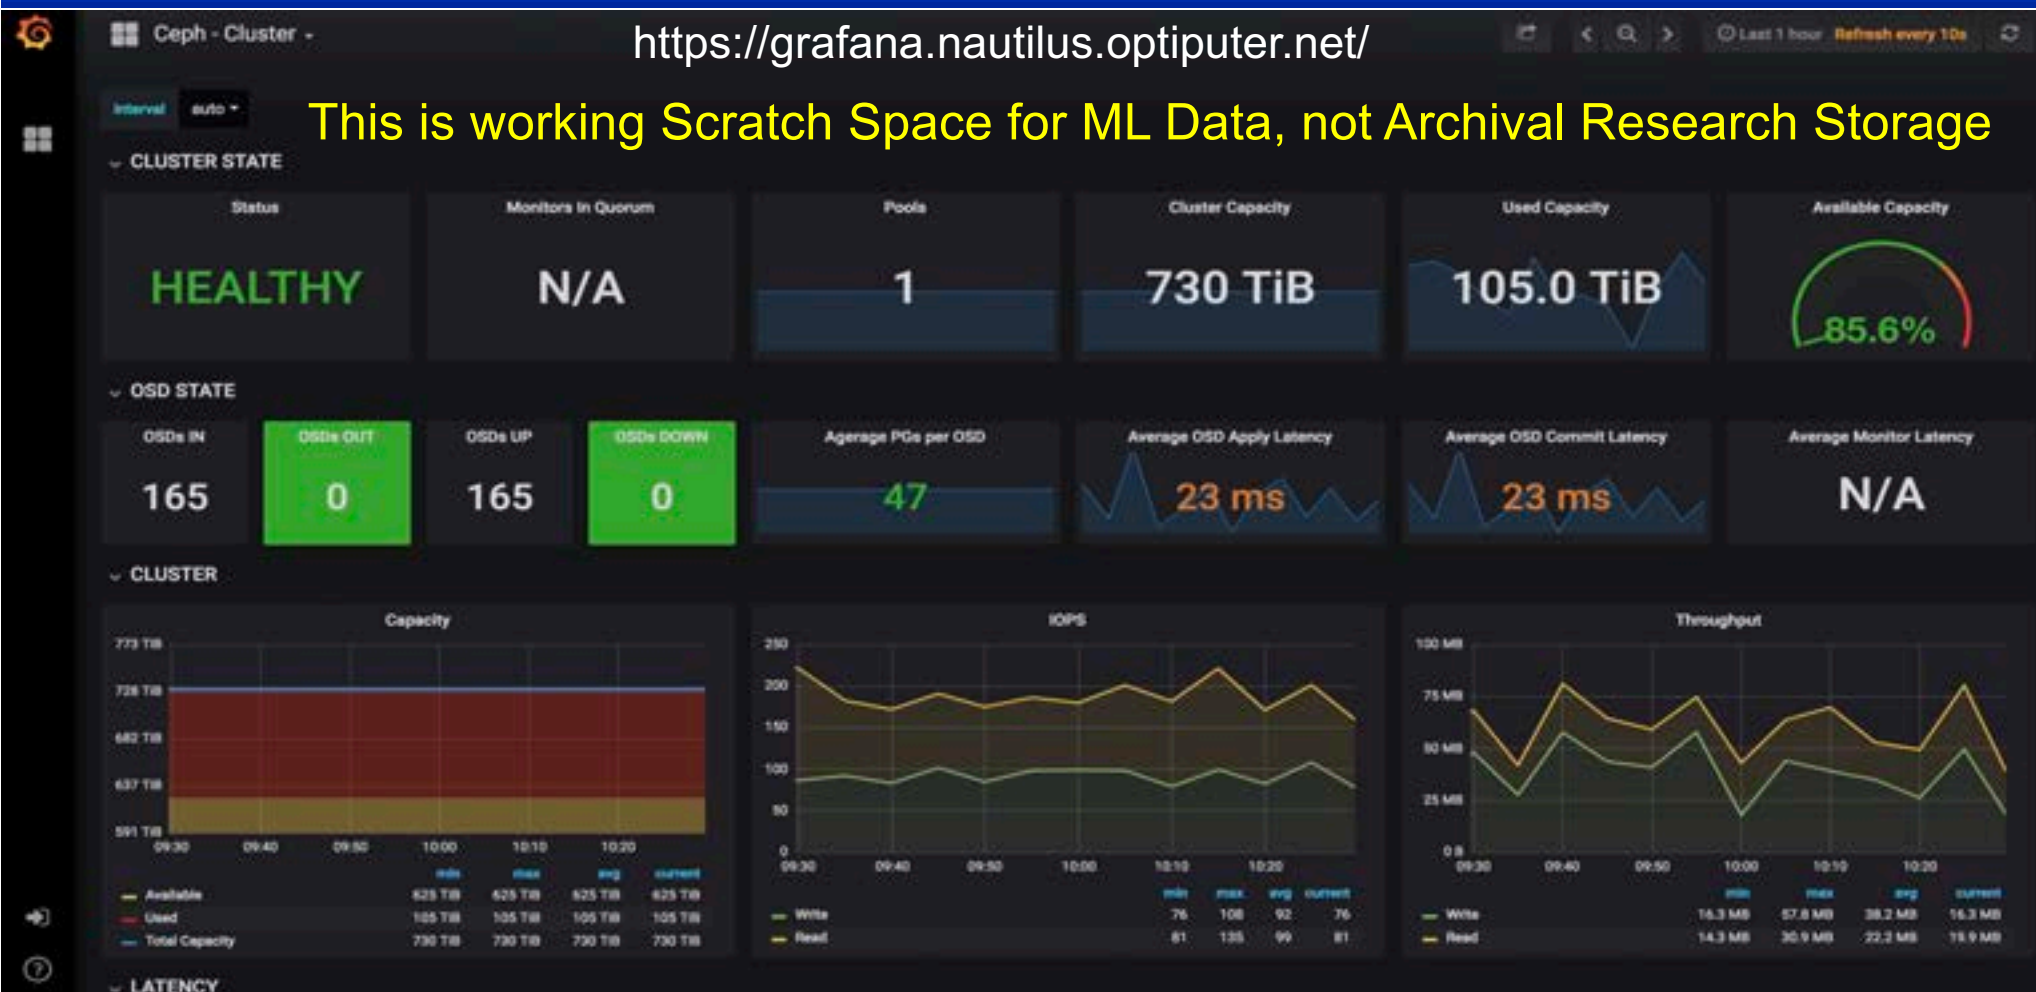 Ceph - Cluster
https://grafana.nautilus.optiputer.net/
Last 1 hour Refresh every 10s
Interval auto
This is working Scratch Space for ML Data, not Archival Research Storage
CLUSTER STATE
Status Monitors In Quorum Pools Cluster Capacity Used Capacity Available Capacity
HEALTHY N/A 1 730 TiB 105.0 TiB 85.6%
OSD STATE
OSDs IN OSDs OUT OSDs UP OSDs DOWN Agerage PGs per OSD Average OSD Apply Latency Average OSD Commit Latency Average Monitor Latency
165 0 165 0 47 23 ms 23 ms N/A
CLUSTER
Capacity
773 TiB
728 TiB
682 TiB
637 TiB
591 TiB
09:30 09:40 09:50 10:00 10:10 10:20
min max avg current
Available 625 TiB 625 TiB 625 TiB 625 TiB
Used 105 TiB 105 TiB 105 TiB 105 TiB
Total Capacity 730 TiB 730 TiB 730 TiB 730 TiB
IOPS
250
200
150
100
50
0
09:30 09:40 09:50 10:00 10:10 10:20
min max avg current
Write 76 108 92 76
Read 81 135 99 81
Throughput
100 MB
75 MB
50 MB
25 MB
0 B
09:30 09:40 09:50 10:00 10:10 10:20
min max avg current
Write 16.3 MB 57.8 MB 38.2 MB 16.3 MB
Read 14.3 MB 30.9 MB 22.2 MB 19.9 MB
LATENCY